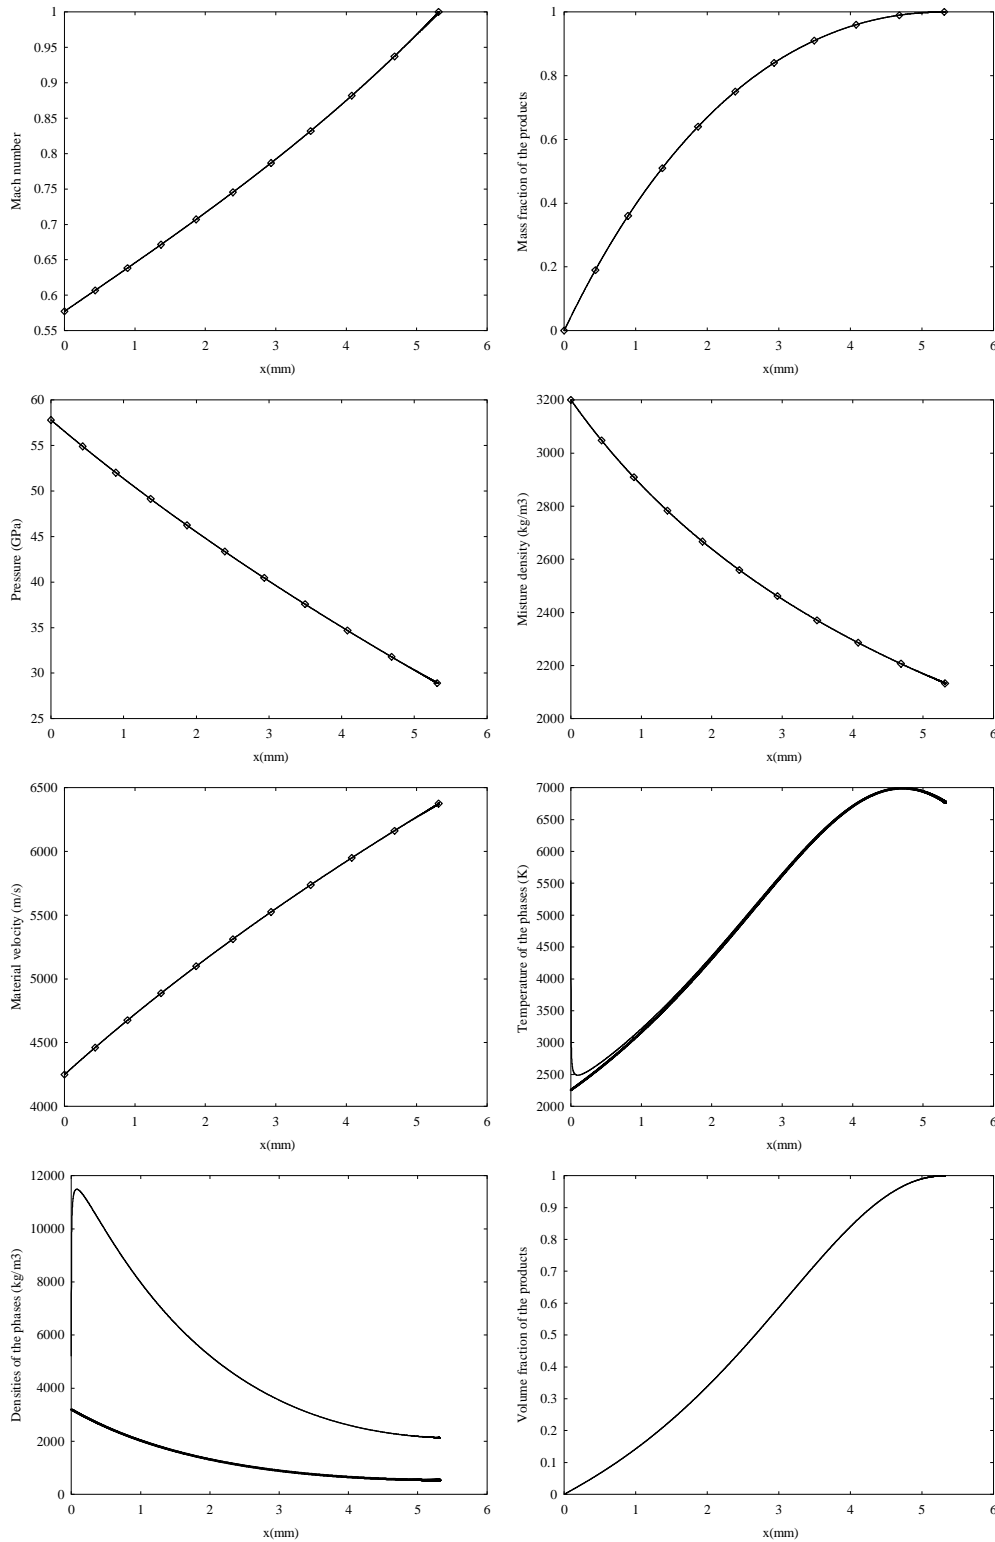 1
0.95
0.9
0.85
0.8
0.75
0.7
0.65
0.6
0.55
Mach number
0 1 2 3 4 5 6
x(mm)
1
0.8
0.6
0.4
0.2
0
Mass fraction of the products
0 1 2 3 4 5 6
x(mm)
60
55
50
45
40
35
30
25
Pressure (GPa)
0 1 2 3 4 5 6
x(mm)
3200
3000
2800
2600
2400
2200
2000
Misture density (kg/m3)
0 1 2 3 4 5 6
x(mm)
6500
6000
5500
5000
4500
4000
Material velocity (m/s)
0 1 2 3 4 5 6
x(mm)
7000
6500
6000
5500
5000
4500
4000
3500
3000
2500
2000
Temperature of the phases (K)
0 1 2 3 4 5 6
x(mm)
12000
10000
8000
6000
4000
2000
0
Densities of the phases (kg/m3)
0 1 2 3 4 5 6
x(mm)
1
0.9
0.8
0.7
0.6
0.5
0.4
0.3
0.2
0.1
0
Volume fraction of the products
0 1 2 3 4 5 6
x(mm)